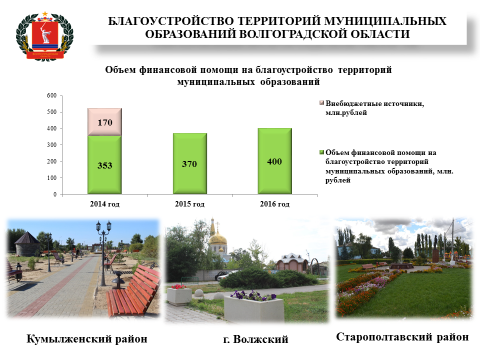 БЛАГОУСТРОЙСТВО ТЕРРИТОРИЙ МУНИЦИПАЛЬНЫХ
ОБРАЗОВАНИЙ ВОЛГОГРАДСКОЙ ОБЛАСТИ
Объем финансовой помощи на благоустройство территорий
муниципальных образований
600
500
400
300
200
100
0
170
353
370
400
2014 год
2015 год
2016 год
Внебюджетные источники,
млн.рублей
Объем финансовой помощи на
благоустройство территорий
муниципальных образований, млн.
рублей
Кумылженский район
г. Волжский
Старополтавский район